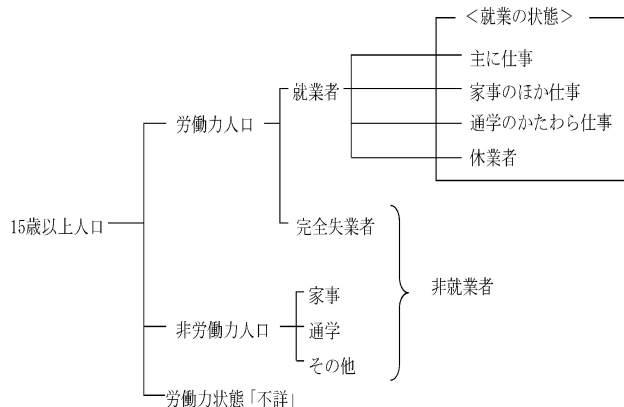 ＜就業の状態＞
主に仕事
就業者
家事のほか仕事
労働力人口
通学のかたわら仕事
休業者
15歳以上人口
完全失業者
非就業者
家事
非労働力人口
通学
その他
労働力状態「不詳」